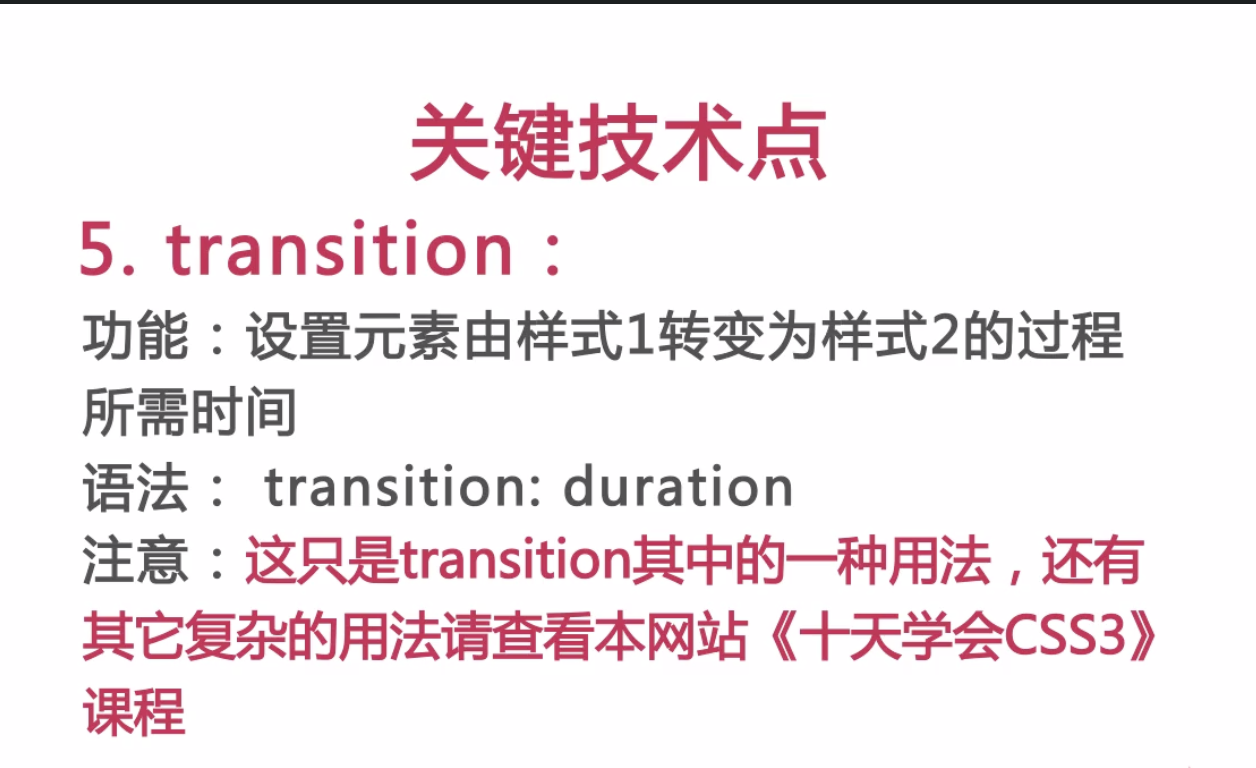 关键技术点
5. transition：
功能：设置元素由样式1转变为样式2的过程
所需时间
语法： transition: duration
注意：这只是transition其中的一种用法，还有
其它复杂的用法请查看本网站《十天学会CSS3》
课程